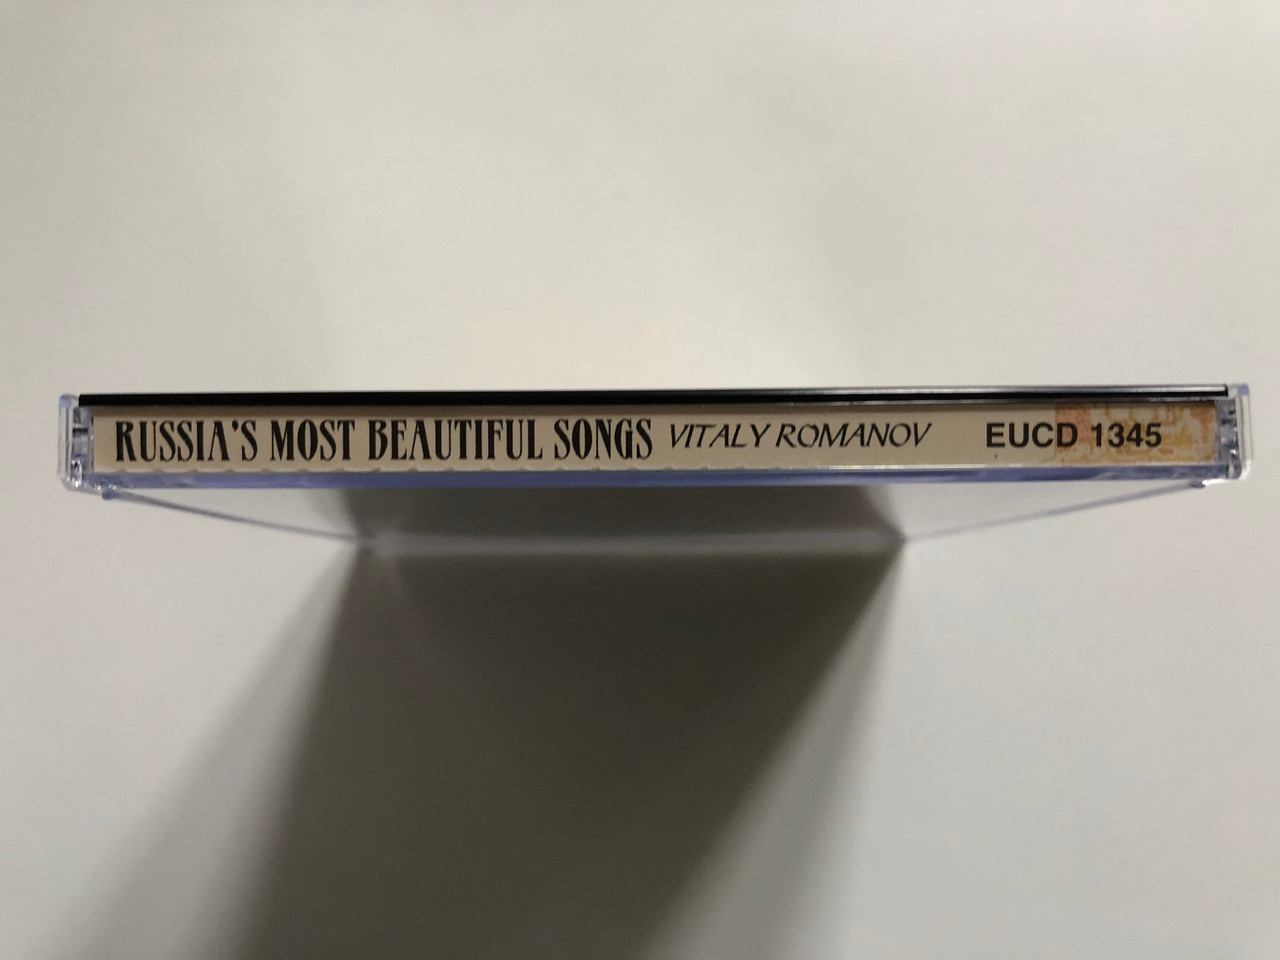 RUSSIA'S MOST BEAUTIFUL SONGS VITALY ROMANOV EUCD 1345